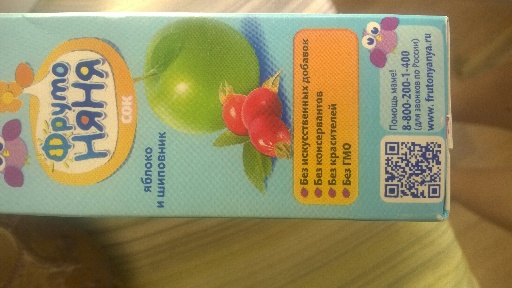 Фруто
НяНя
сок
яблоко
и шиповник
Без искусственных добавок
Без консервантов
Без красителей
Без ГМО
Помощь маме!
8-800-200-1-400
(для звонков по России)
www.frutonyanya.ru